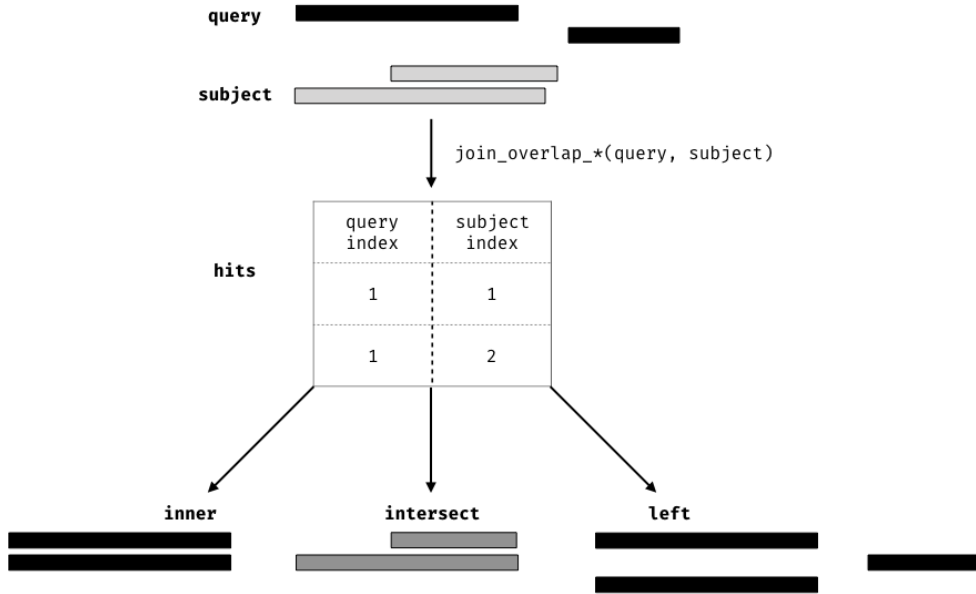 query
subject
join_overlap_*(query, subject)
query index
subject index
hits
1 1
1 2
inner intersect left